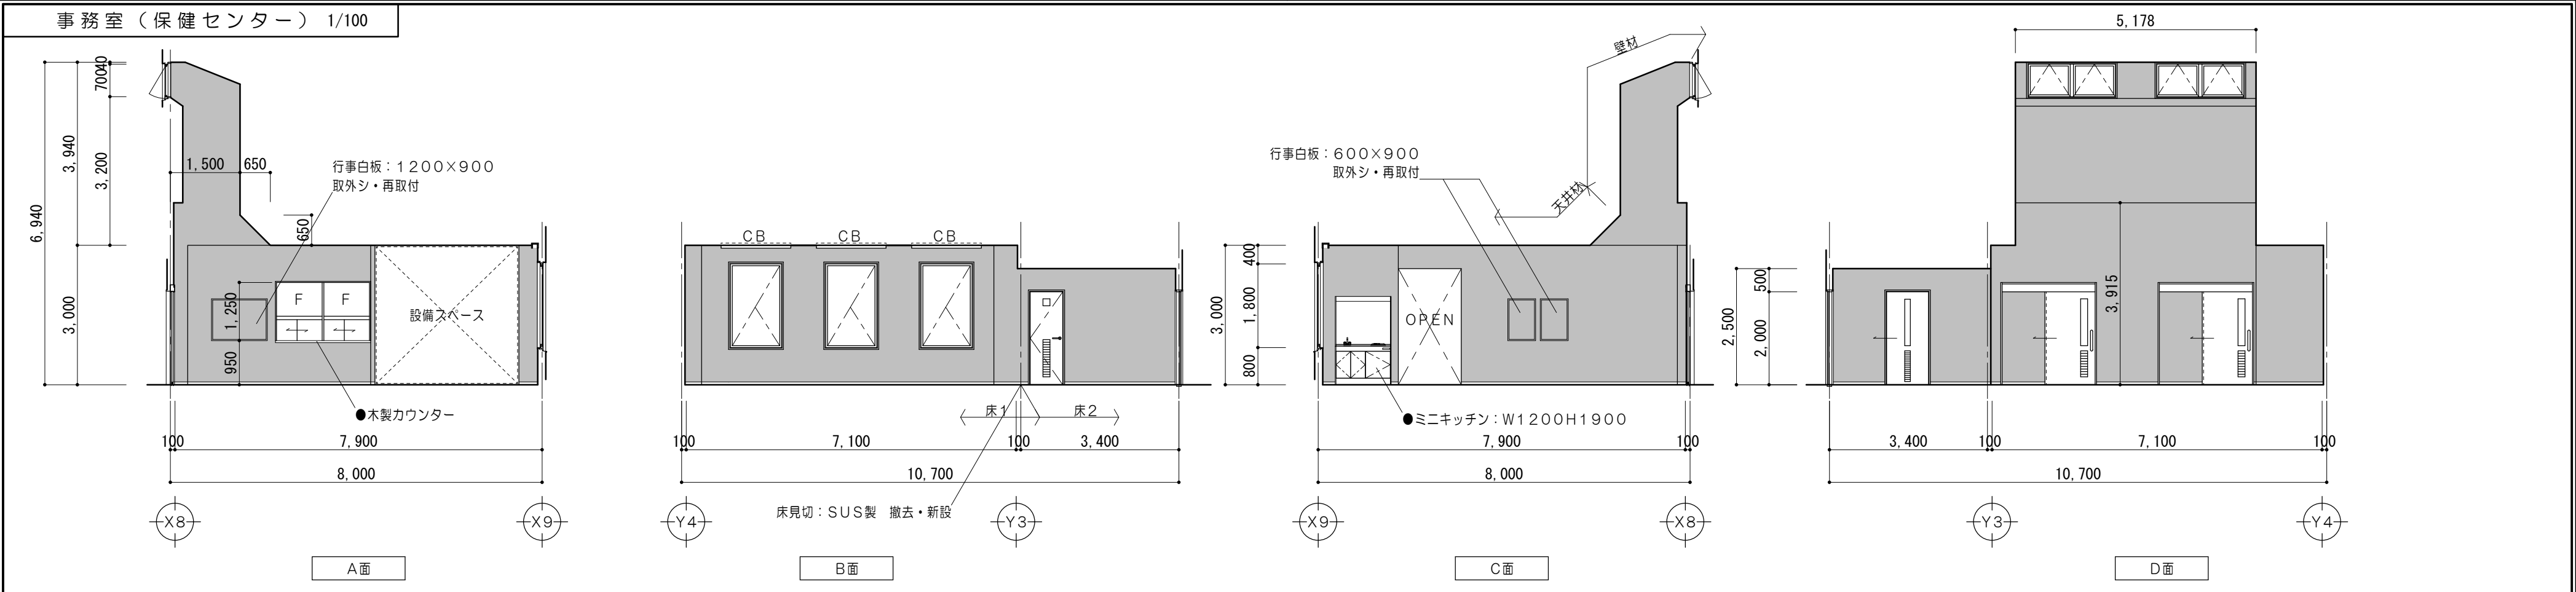 事務室（保健センター） 1/100
6,940
3,940
3,000
40
700
3,200
1,500
650
650
行事白板：１２００×９００
取外シ・再取付
F
F
1,250
950
設備スペース
●木製カウンター
100
7,900
8,000
X8
X9
A面
CB
CB
CB
床1
床2
100
7,100
100
3,400
10,700
床見切：SUS製　撤去・新設
Y4
Y3
B面
壁材
天井材
行事白板：６００×９００
取外シ・再取付
3,000
400
1,800
800
OPEN
●ミニキッチン：W１２００H１９００
7,900
100
8,000
X9
X8
C面
5,178
2,500
500
2,000
3,915
3,400
100
7,100
100
10,700
Y3
Y4
D面